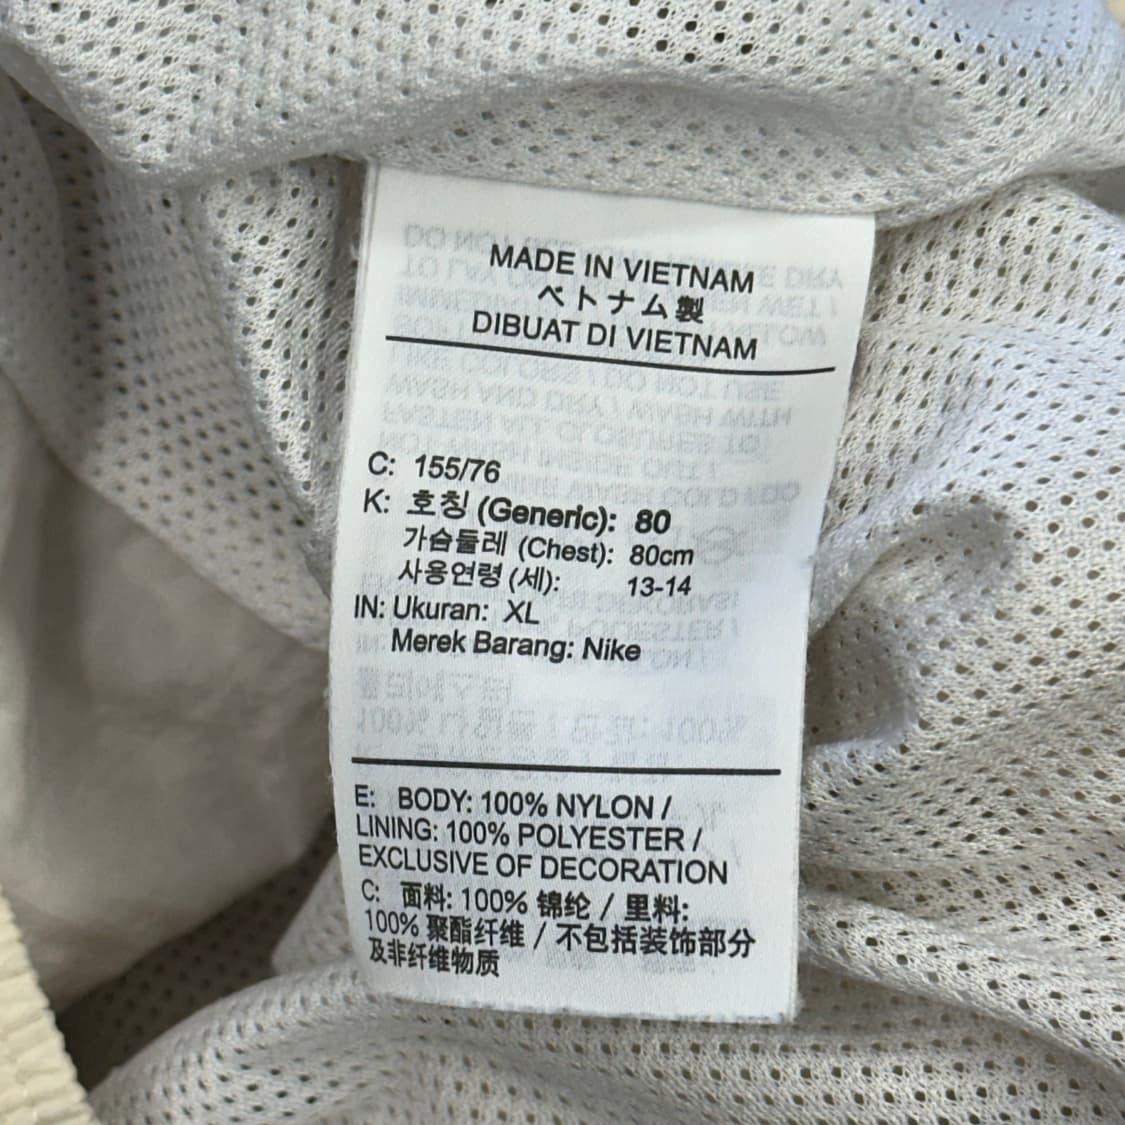 MADE IN VIETNAM
ベトナム製
DIBUAT DI VIETNAM
C: 155/76
K: 호칭 (Generic): 80
가슴둘레 (Chest): 80cm
사용연령 (세): 13-14
IN: Ukuran: XL
Merek Barang: Nike
E: BODY: 100% NYLON /
LINING: 100% POLYESTER /
EXCLUSIVE OF DECORATION
C: 面料: 100% 锦纶 / 里料:
100% 聚酯纤维 / 不包括装饰部分
及非纤维物质